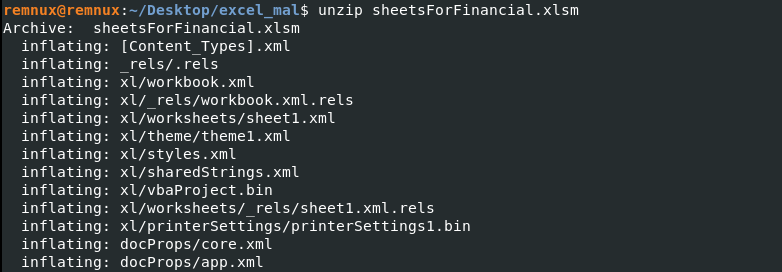 remnux@remnux:~/Desktop/excel_mal$ unzip sheetsForFinancial.xlsm
Archive:  sheetsForFinancial.xlsm
  inflating: [Content_Types].xml
  inflating: _rels/.rels
  inflating: xl/workbook.xml
  inflating: xl/_rels/workbook.xml.rels
  inflating: xl/worksheets/sheet1.xml
  inflating: xl/theme/theme1.xml
  inflating: xl/styles.xml
  inflating: xl/sharedStrings.xml
  inflating: xl/vbaProject.bin
  inflating: xl/worksheets/_rels/sheet1.xml.rels
  inflating: xl/printerSettings/printerSettings1.bin
  inflating: docProps/core.xml
  inflating: docProps/app.xml